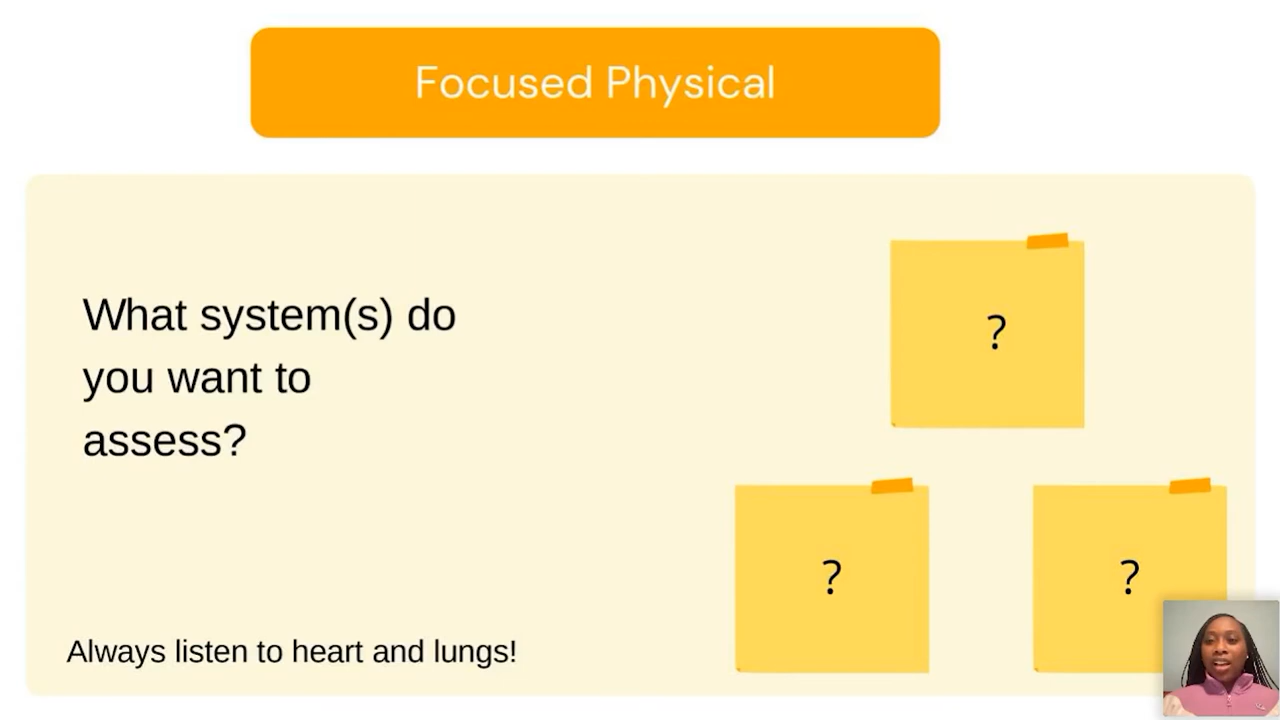 Focused Physical
What system(s) do
you want to
assess?
?
?
?
Always listen to heart and lungs!